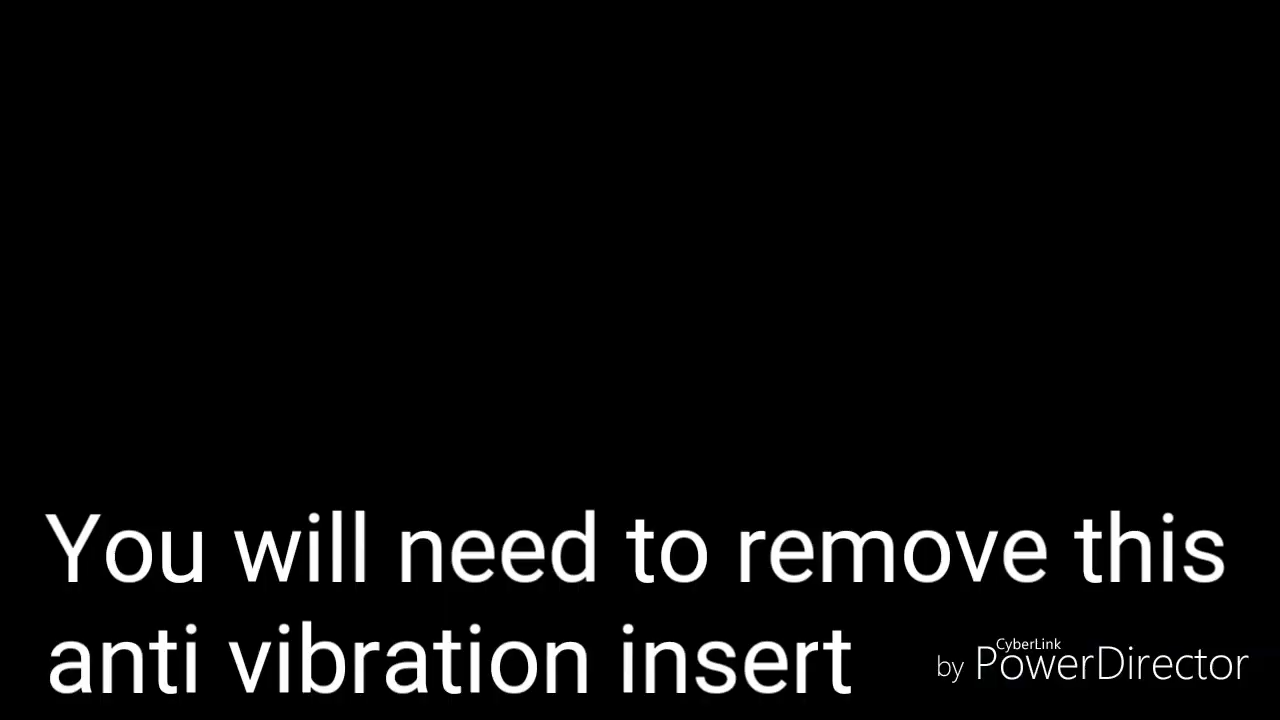 You will need to remove this
anti vibration insert
CyberLink
by PowerDirector